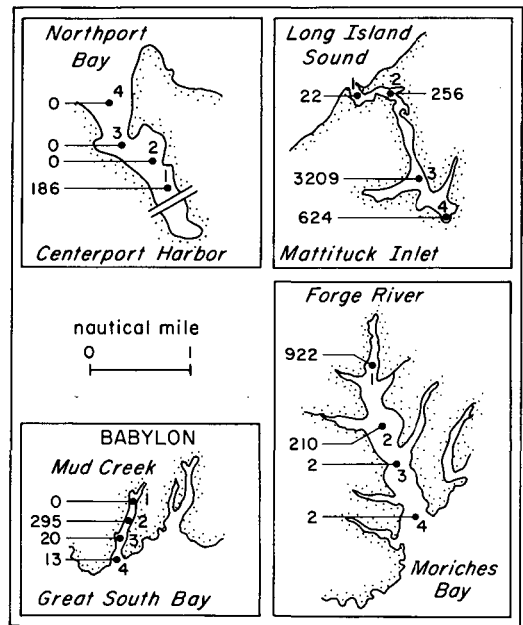 Northport
Bay
4
0
3
0
2
0
1
186
Centerport Harbor
Long Island
Sound
1
2
22
256
3
3209
4
624
Mattituck Inlet
nautical mile
0 1
BABYLON
Mud Creek
0
1
295
2
20
3
13
4
Great South Bay
Forge River
922
1
210
2
2
3
2
4
Moriches
Bay